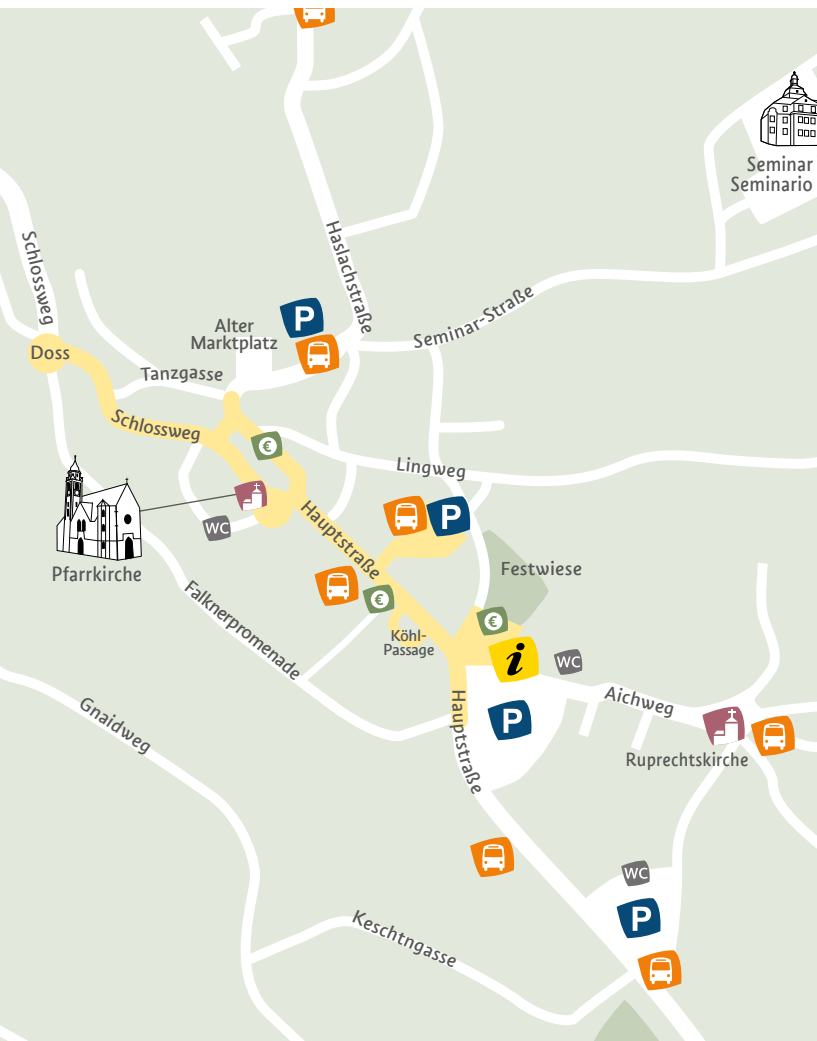 Seminar
Seminario
Schlossweg
Haslachstraße
P
Seminar-Straße
Alter
Marktplatz
Doss
Tanzgasse
Schlossweg
€
Lingweg
Hauptstraße
P
WC
Pfarrkirche
Festwiese
Falknerpromenade
€
€
Köhl-
Passage
i
WC
Aichweg
Hauptstraße
P
Gnaidweg
Ruprechtskirche
WC
P
Keschtngasse